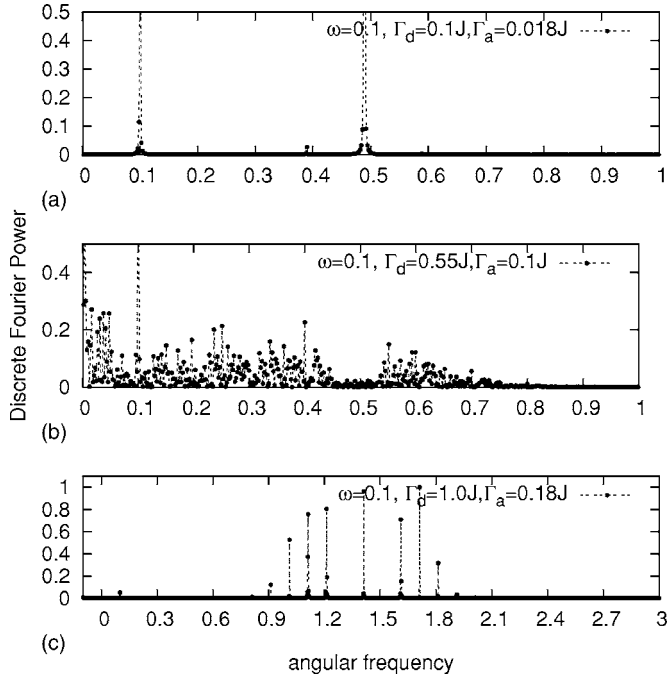 ω=0.1, Γd=0.1J,Γa=0.018J
0.5
0.4
0.3
0.2
0.1
0
0 0.1 0.2 0.3 0.4 0.5 0.6 0.7 0.8 0.9 1
(a)
Discrete Fourier Power
ω=0.1, Γd=0.55J,Γa=0.1J
0.4
0.2
0
0 0.1 0.2 0.3 0.4 0.5 0.6 0.7 0.8 0.9 1
(b)
ω=0.1, Γd=1.0J,Γa=0.18J
1
0.8
0.6
0.4
0.2
0
0 0.3 0.6 0.9 1.2 1.5 1.8 2.1 2.4 2.7 3
(c)
angular frequency